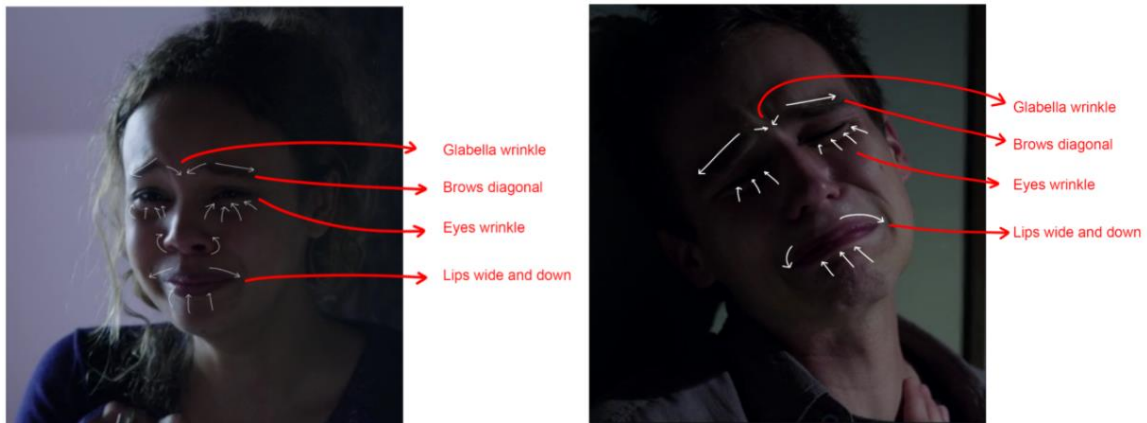 Glabella wrinkle
Brows diagonal
Eyes wrinkle
Lips wide and down
Glabella wrinkle
Brows diagonal
Eyes wrinkle
Lips wide and down